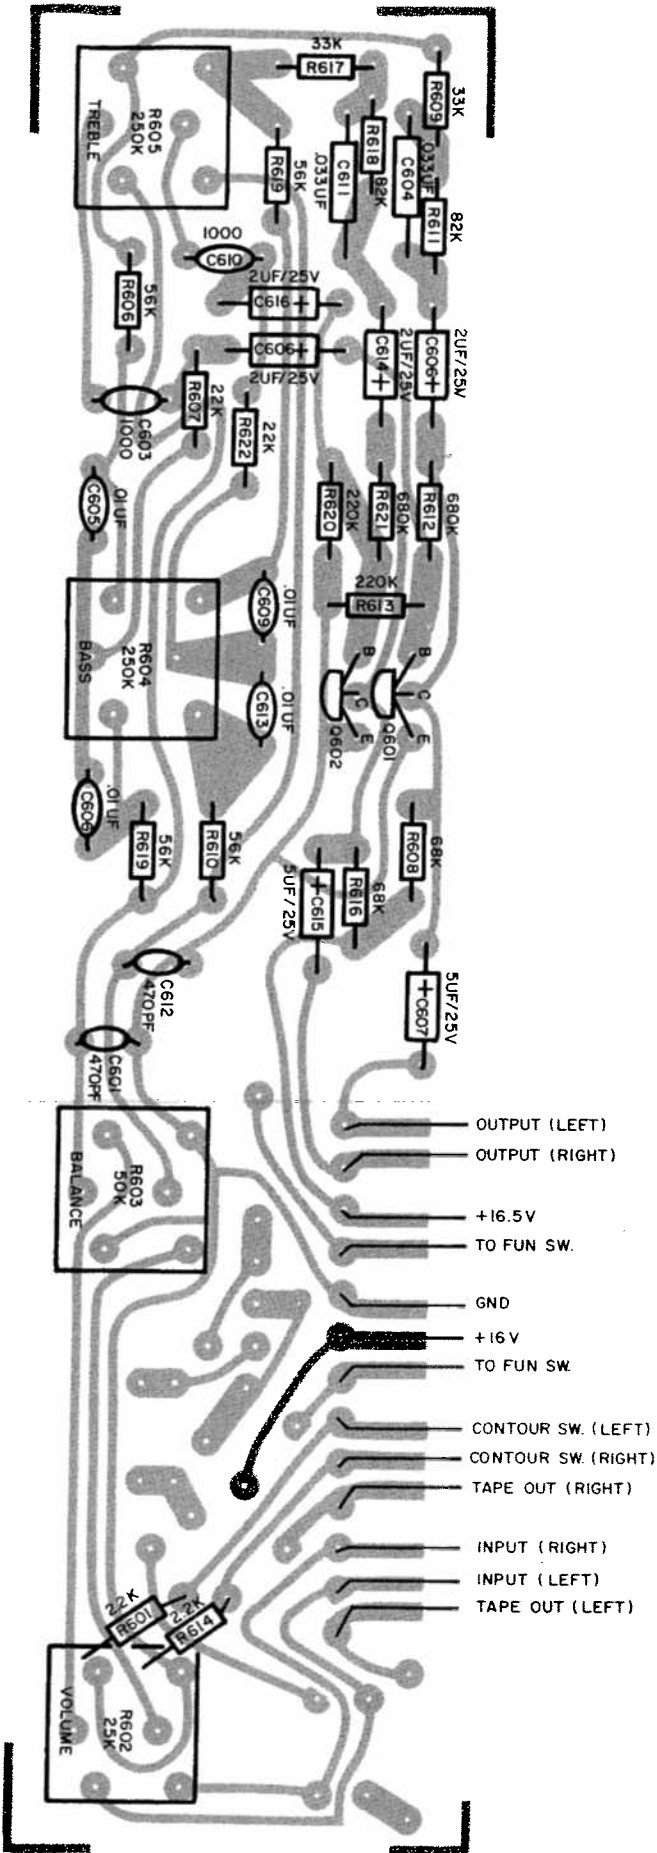 33K
R617
R609
33K
R605
250K
TREBLE
R618
82K
C604
.033UF
C611
.033UF
R619
56K
R611
82K
1000
C610
2UF/25V
C616+
R606
56K
C606+
2UF/25V
C614+
2UF/25V
C606+
2UF/25V
R607
22K
C603
1000
R622
22K
C605
.01UF
R620
220K
R621
680K
R612
680K
220K
R613
C609
.01UF
R604
250K
BASS
B
C
E
Q602
B
C
E
Q601
C613
.01UF
C606
.01UF
R619
56K
R610
56K
R608
68K
+C615
5UF/25V
R616
68K
C612
470PF
+C607
5UF/25V
C601
470PF
R603
50K
BALANCE
OUTPUT (LEFT)
OUTPUT (RIGHT)
+16.5V
TO FUN SW.
GND
+16V
TO FUN SW.
CONTOUR SW. (LEFT)
CONTOUR SW. (RIGHT)
TAPE OUT (RIGHT)
INPUT (RIGHT)
INPUT (LEFT)
TAPE OUT (LEFT)
2.2K
R601
2.2K
R614
R602
25K
VOLUME